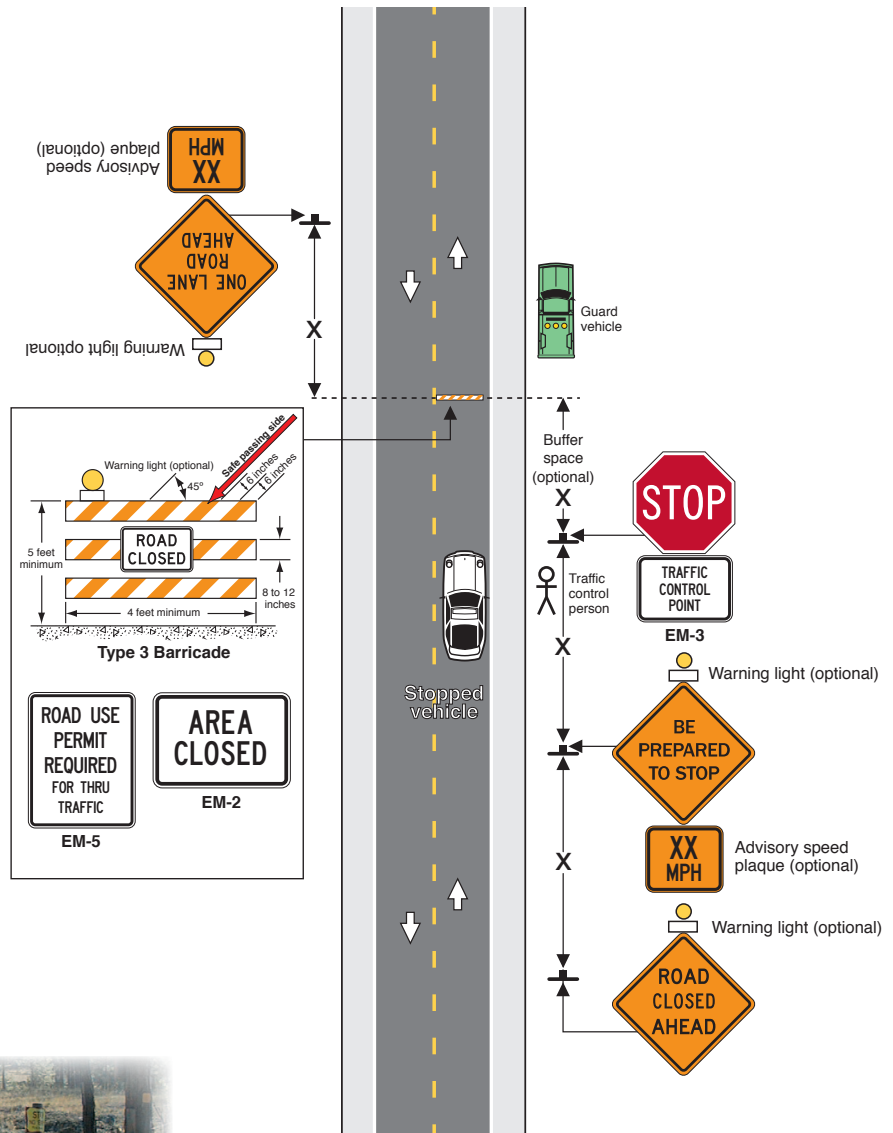 Advisory speed
plaque (optional)
XX
MPH
ONE LANE
ROAD
AHEAD
Warning light optional
X
Guard
vehicle
Buffer
space
(optional)
X
STOP
TRAFFIC
CONTROL
POINT
EM-3
Traffic
control
person
X
Warning light (optional)
BE
PREPARED
TO STOP
XX
MPH
Advisory speed
plaque (optional)
X
Warning light (optional)
ROAD
CLOSED
AHEAD
Stopped
vehicle
Safe passing side
Warning light (optional)
45º
6 inches
6 inches
ROAD
CLOSED
5 feet
minimum
8 to 12
inches
4 feet minimum
Type 3 Barricade
ROAD USE
PERMIT
REQUIRED
FOR THRU
TRAFFIC
EM-5
AREA
CLOSED
EM-2